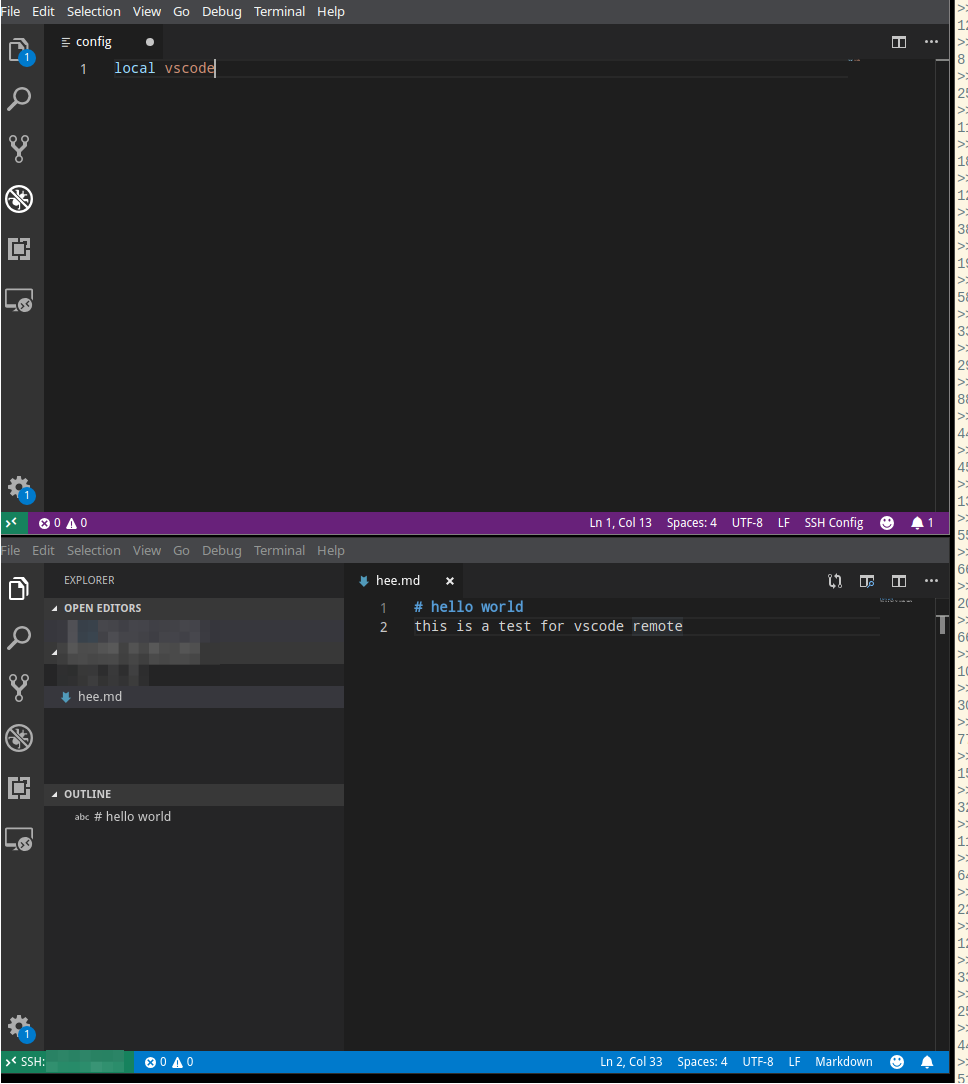 File Edit Selection View Go Debug Terminal Help
config
1
1 local vscode
1
0 0 Ln 1, Col 13 Spaces: 4 UTF-8 LF SSH Config 1
File Edit Selection View Go Debug Terminal Help
EXPLORER
hee.md
OPEN EDITORS
1 # hello world
2 this is a test for vscode remote
hee.md
OUTLINE
abc # hello world
1
SSH: 0 0 Ln 2, Col 33 Spaces: 4 UTF-8 LF Markdown